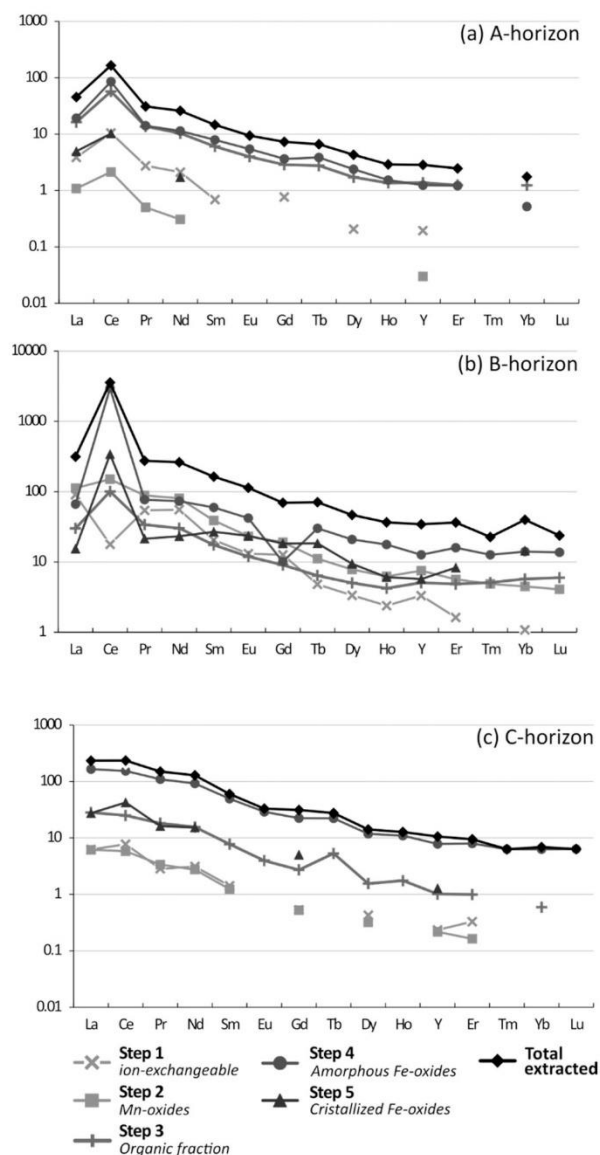 (a) A-horizon
1000
100
10
1
0.1
0.01
La Ce Pr Nd Sm Eu Gd Tb Dy Ho Y Er Tm Yb Lu
(b) B-horizon
10000
1000
100
10
1
La Ce Pr Nd Sm Eu Gd Tb Dy Ho Y Er Tm Yb Lu
(c) C-horizon
1000
100
10
1
0.1
0.01
La Ce Pr Nd Sm Eu Gd Tb Dy Ho Y Er Tm Yb Lu
Step 1
ion-exchangeable
Step 2
Mn-oxides
Step 3
Organic fraction
Step 4
Amorphous Fe-oxides
Step 5
Cristallized Fe-oxides
Total
extracted